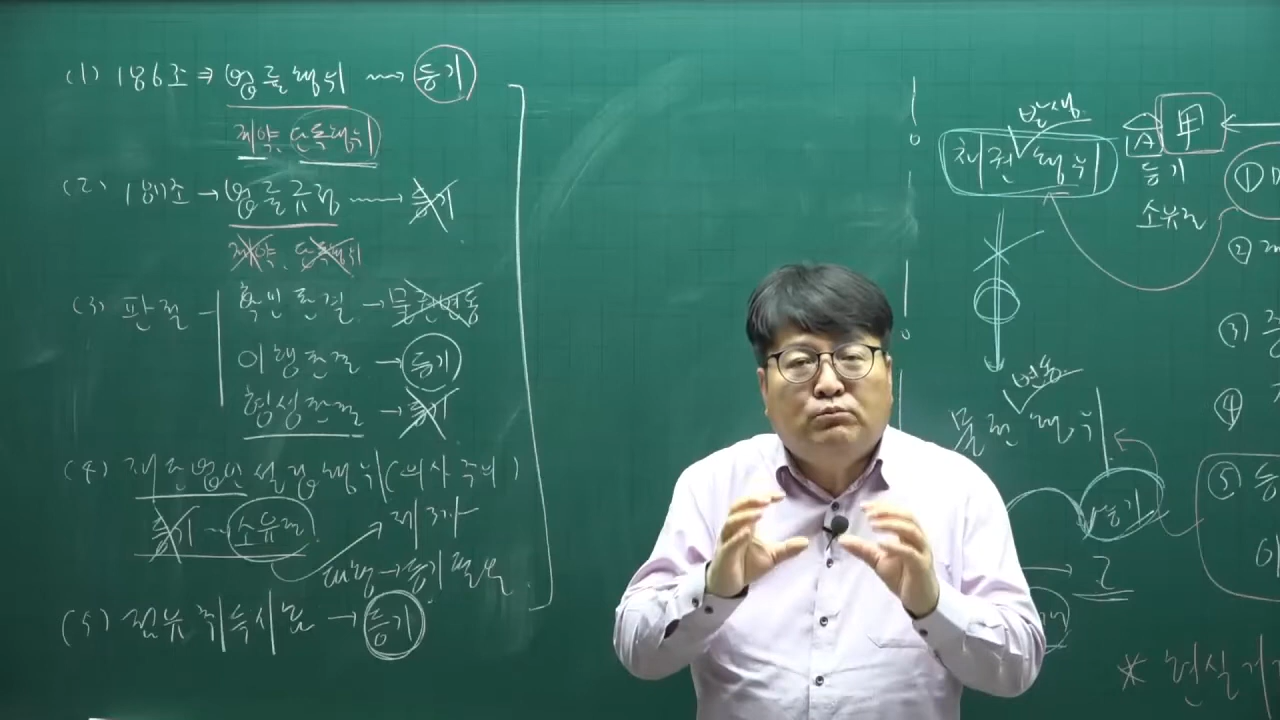 (1) 186조 ⇒ 법률행위 → 등기
계약, 단독행위
(2) 187조 → 법률규정 → 등기
계약, 단독행위
(3) 판결
확인판결 → 물권변동
이행판결 → 등기
형성판결 → 등기
(4) 재단법인설정행위(의사주의)
등기 → 소유권
제3자
대항 → 등기필요
(5) 점유취득시효 → 등기
발생
채권행위
A 甲
등기
소유권
변동
물권행위
등기
①
②
③
④
⑤ 등
* 현실거